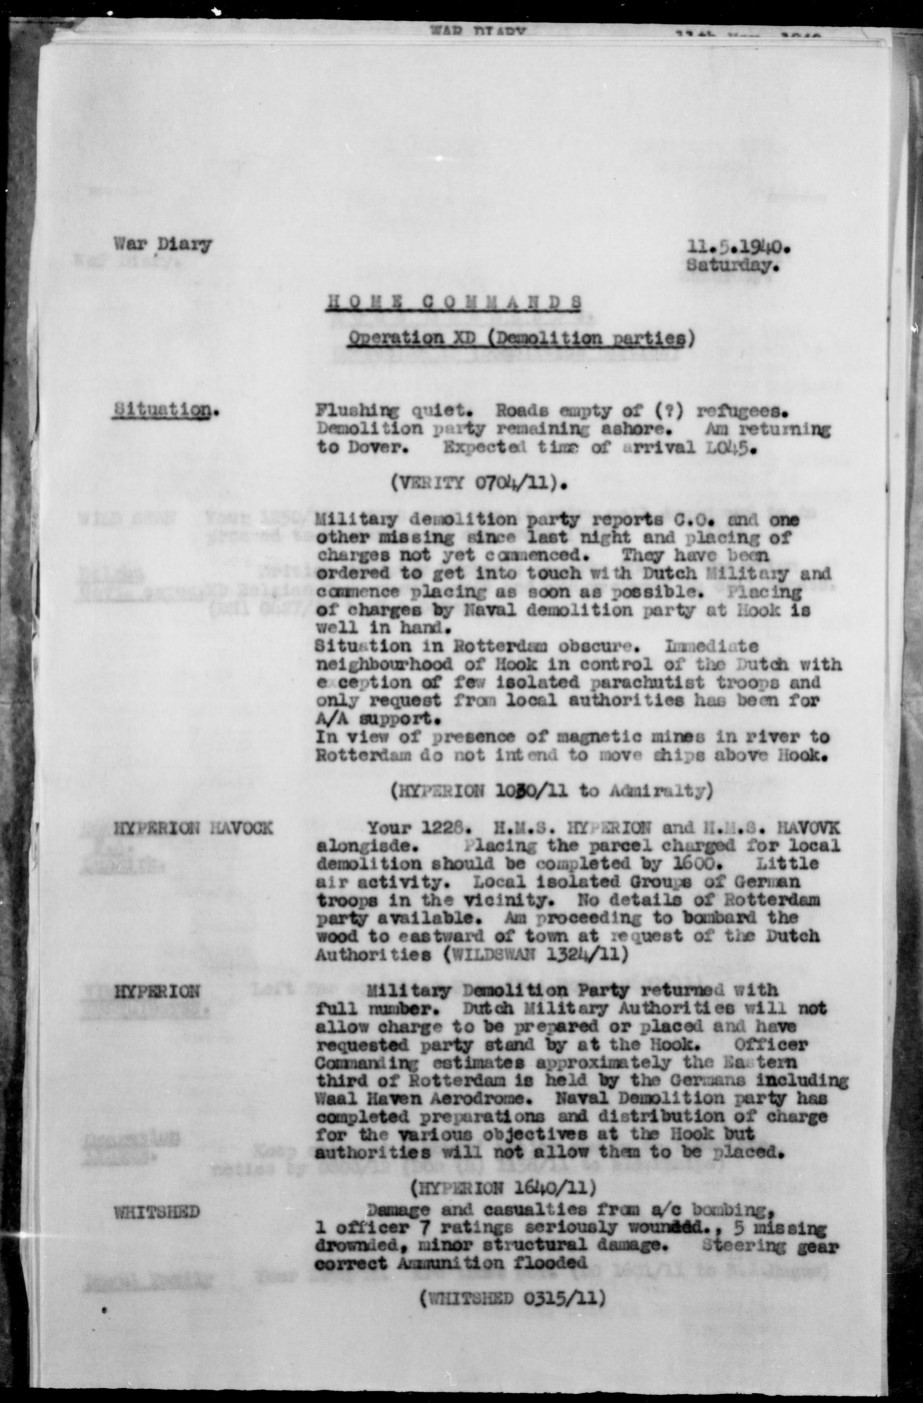 WAR DIARY
War Diary
11.5.1940.
Saturday.
HOME COMMANDS
Operation XD (Demolition parties)
Situation.
Flushing quiet. Roads empty of (?) refugees.
Demolition party remaining ashore. Am returning
to Dover. Expected time of arrival 1045.
(VERITY 0704/11).
Military demolition party reports C.O. and one
other missing since last night and placing of
charges not yet commenced. They have been
ordered to get into touch with Dutch Military and
commence placing as soon as possible. Placing
of charges by Naval demolition party at Hook is
well in hand.
Situation in Rotterdam obscure. Immediate
neighbourhood of Hook in control of the Dutch with
exception of few isolated parachutist troops and
only request from local authorities has been for
A/A support.
In view of presence of magnetic mines in river to
Rotterdam do not intend to move ships above Hook.
(HYPERION 1030/11 to Admiralty)
HYPERION HAVOCK
Your 1228. H.M.S. HYPERION and H.M.S. HAVOVK
alongisde. Placing the parcel charged for local
demolition should be completed by 1600. Little
air activity. Local isolated Groups of German
troops in the vicinity. No details of Rotterdam
party available. Am proceeding to bombard the
wood to eastward of town at request of the Dutch
Authorities (WILDSWAN 1324/11)
HYPERION
Military Demolition Party returned with
full number. Dutch Military Authorities will not
allow charge to be prepared or placed and have
requested party stand by at the Hook. Officer
Commanding estimates approximately the Eastern
third of Rotterdam is held by the Germans including
Waal Haven Aerodrome. Naval Demolition party has
completed preparations and distribution of charge
for the various objectives at the Hook but
authorities will not allow them to be placed.
(HYPERION 1640/11)
WHITSHED
Damage and casualties from a/c bombing,
1 officer 7 ratings seriously wounded., 5 missing
drownded, minor structural damage. Steering gear
correct Ammunition flooded
(WHITSHED 0315/11)